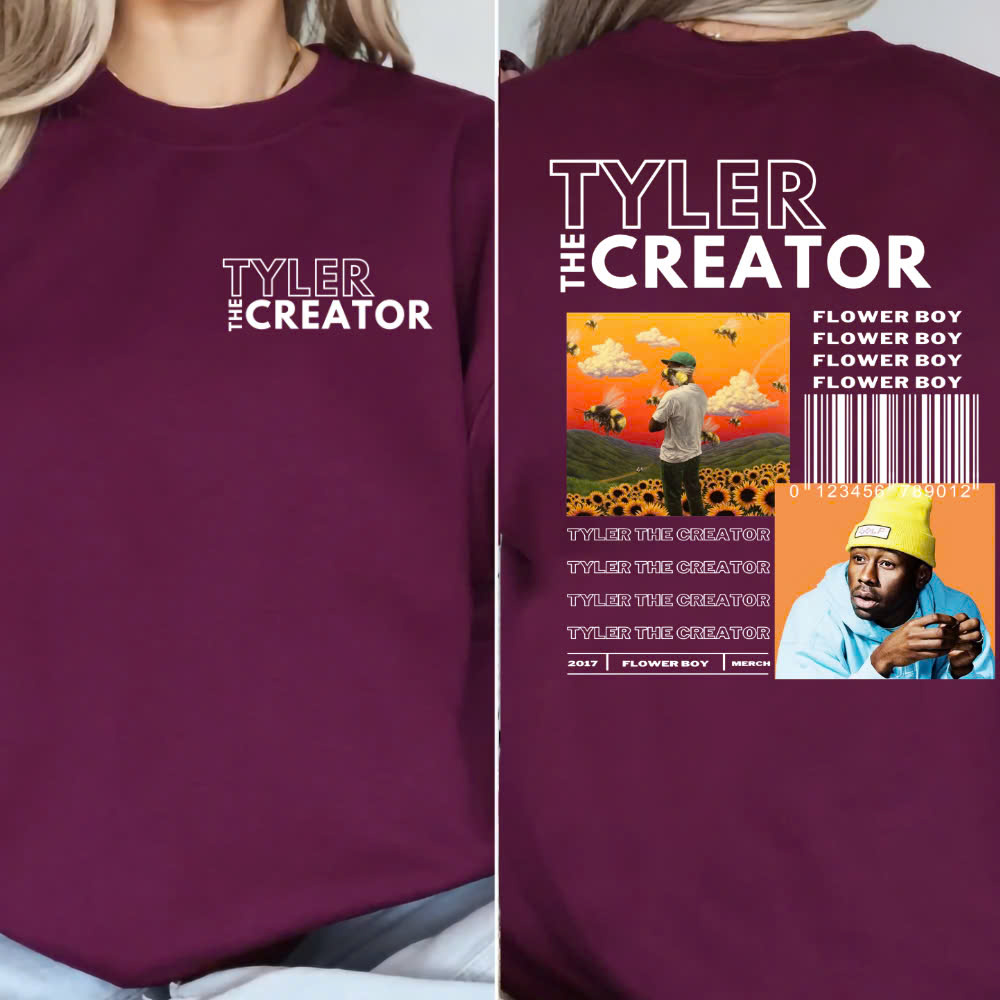 TYLER
THE CREATOR
TYLER
THE CREATOR
FLOWER BOY
FLOWER BOY
FLOWER BOY
FLOWER BOY
0 123456 789012
TYLER THE CREATOR
TYLER THE CREATOR
TYLER THE CREATOR
TYLER THE CREATOR
2017 FLOWER BOY MERCH